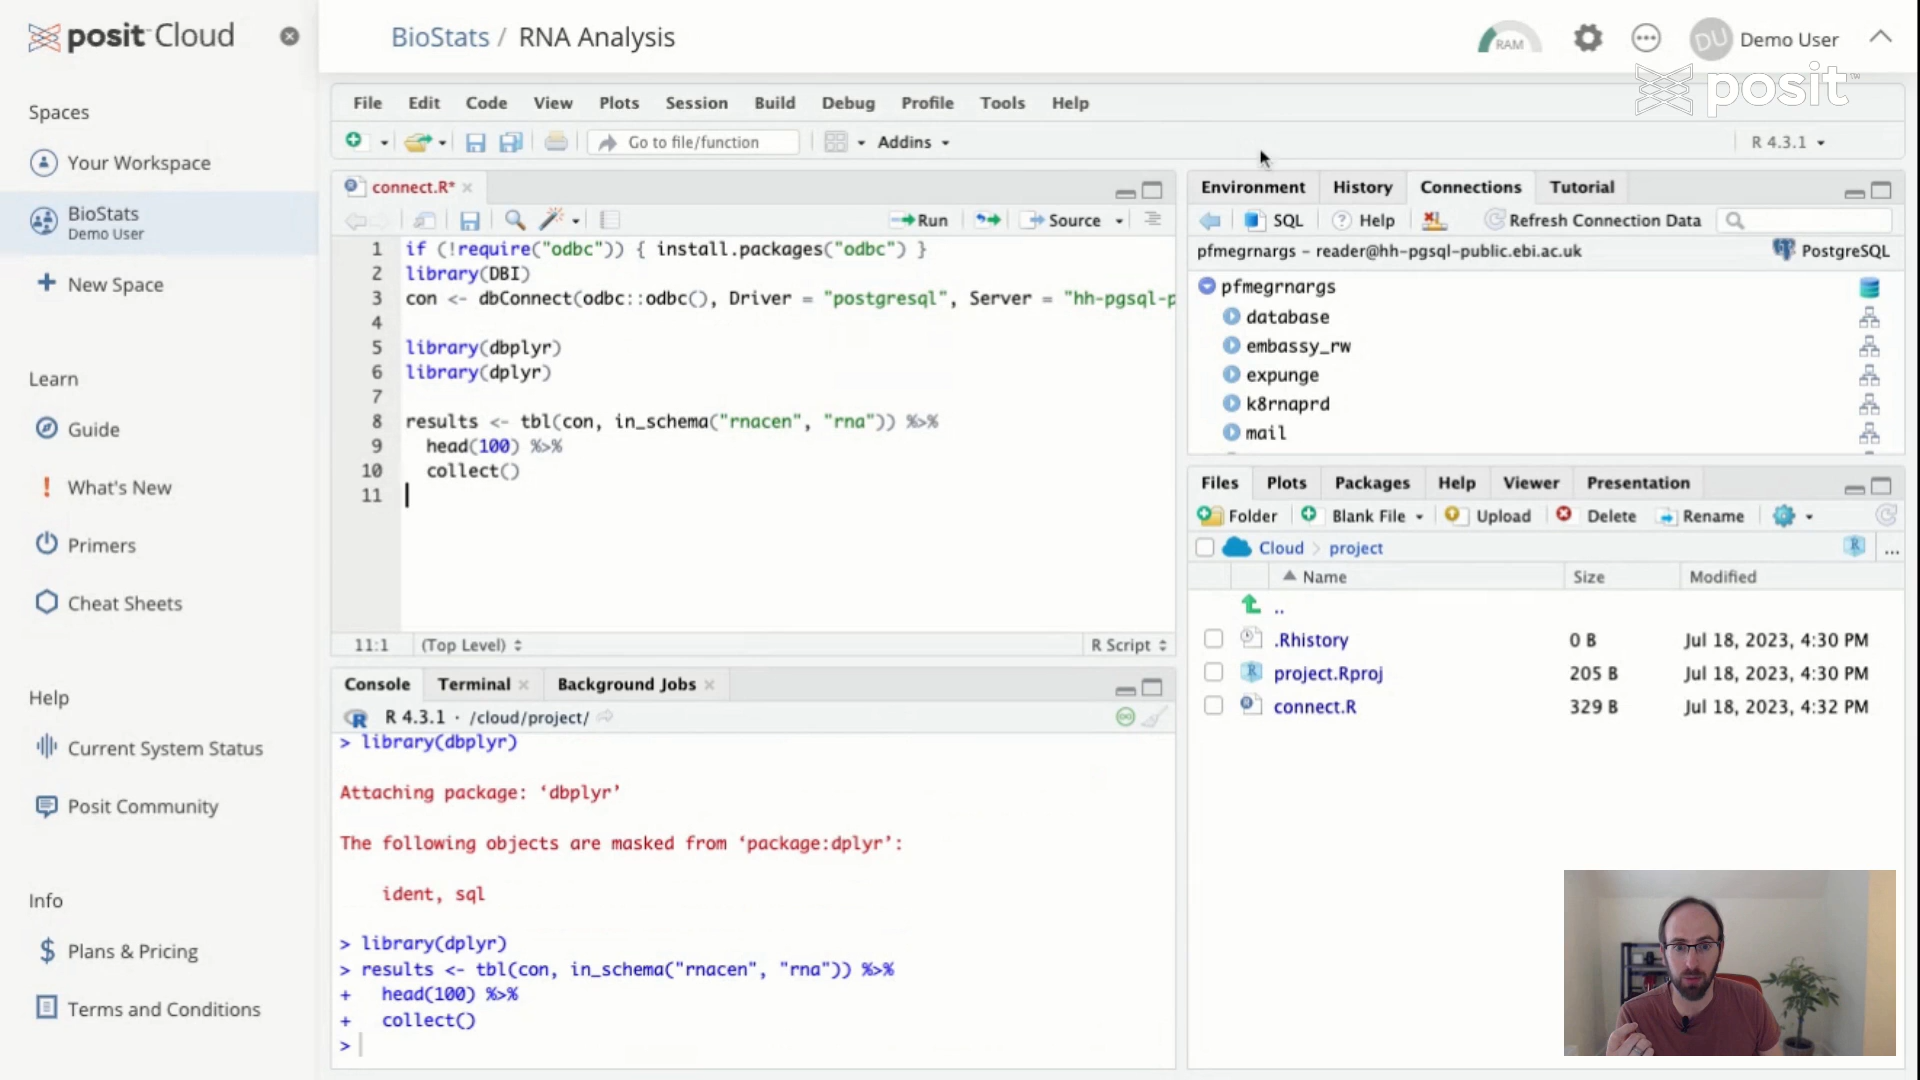 posit Cloud
BioStats / RNA Analysis
RAM
DU
Demo User
posit
Spaces
Your Workspace
BioStats
Demo User
New Space
Learn
Guide
What's New
Primers
Cheat Sheets
Help
Current System Status
Posit Community
Info
Plans & Pricing
Terms and Conditions
File Edit Code View Plots Session Build Debug Profile Tools Help
Go to file/function
Addins
R 4.3.1
connect.R*
Run
Source
1 if (!require("odbc")) { install.packages("odbc") }
2 library(DBI)
3 con <- dbConnect(odbc::odbc(), Driver = "postgresql", Server = "hh-pgsql-p
4
5 library(dbplyr)
6 library(dplyr)
7
8 results <- tbl(con, in_schema("rnacen", "rna")) %>%
9 head(100) %>%
10 collect()
11
11:1 (Top Level) R Script
Console Terminal Background Jobs
R 4.3.1 · /cloud/project/
> library(dbplyr)
Attaching package: ‘dbplyr’
The following objects are masked from ‘package:dplyr’:
ident, sql
> library(dplyr)
> results <- tbl(con, in_schema("rnacen", "rna")) %>%
+ head(100) %>%
+ collect()
>
Environment History Connections Tutorial
SQL Help Refresh Connection Data
pfmegrnargs – reader@hh-pgsql-public.ebi.ac.uk PostgreSQL
pfmegrnargs
database
embassy_rw
expunge
k8rnaprd
mail
Files Plots Packages Help Viewer Presentation
Folder Blank File Upload Delete Rename
Cloud project R ...
Name Size Modified
..
.Rhistory 0 B Jul 18, 2023, 4:30 PM
project.Rproj 205 B Jul 18, 2023, 4:30 PM
connect.R 329 B Jul 18, 2023, 4:32 PM